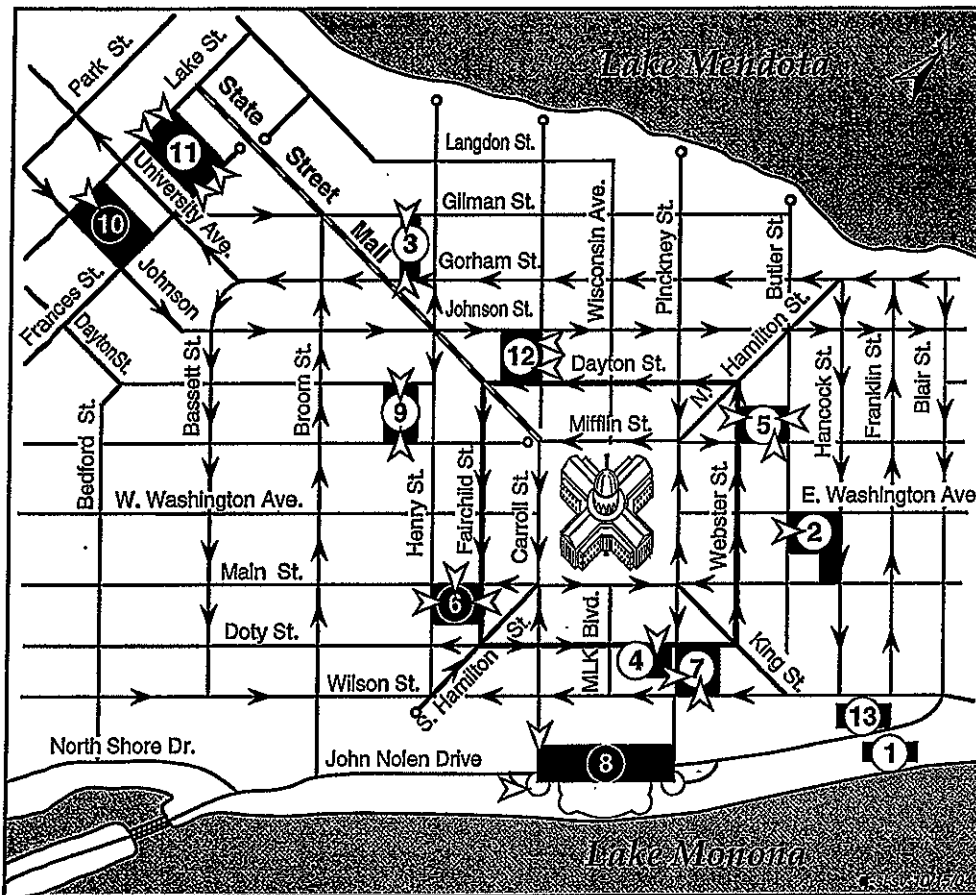 Lake Mendota
Park St.
Lake St.
State
Street
Mall
Langdon St.
11
University
Ave.
Gilman St.
3
10
Gorham St.
Wisconsin Ave.
Pinckney St.
Butler St.
Frances St.
Johnson
Johnson St.
N. Hamilton St.
Dayton St.
12
Dayton St.
Bedford St.
Bassett St.
Broom St.
9
Mifflin St.
5
Hancock St.
Franklin St.
Blair St.
W. Washington Ave.
Henry St.
Fairchild St.
Carroll St.
Webster St.
E. Washington Ave
2
Main St.
6
MLK Blvd.
Doty St.
4
7
King St.
Wilson St.
S. Hamilton St.
13
North Shore Dr.
John Nolen Drive
8
1
Lake Monona